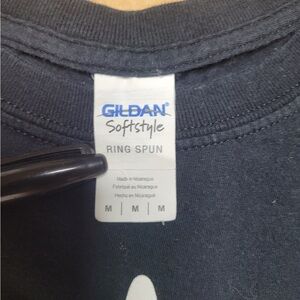 GILDAN®
Softstyle
RING SPUN
Made in Nicaragua
Fabriqué au Nicaragua
Hecho en Nicaragua
M | M | M